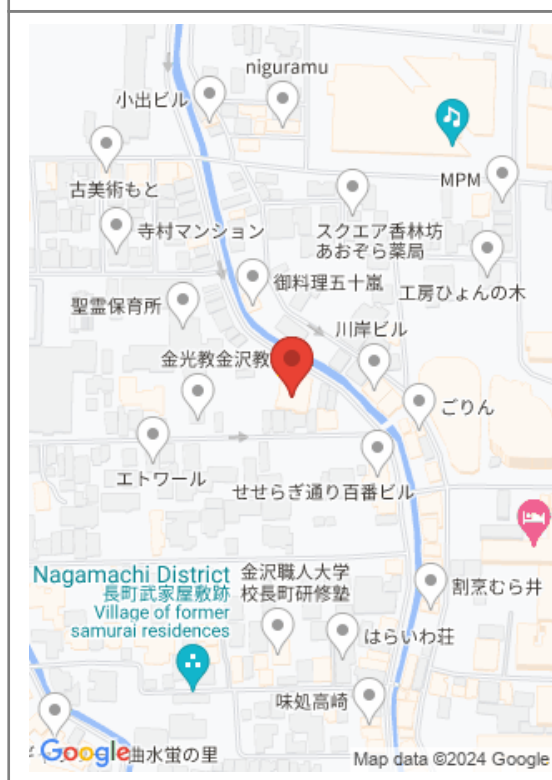 niguramu
小出ビル
MPM
古美術もと
スクエア香林坊
あおぞら薬局
寺村マンション
御料理五十嵐
工房ひょんの木
聖霊保育所
川岸ビル
金光教金沢教
ごりん
エトワール
せせらぎ通り百番ビル
Nagamachi District
長町武家屋敷跡
Village of former
samurai residences
金沢職人大学
校長町研修塾
割烹むら井
はらいわ荘
味処高崎
Google
曲水蛍の里
Map data ©2024 Google